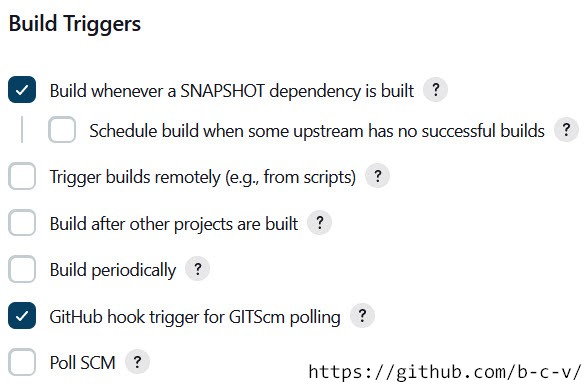 Build Triggers
Build whenever a SNAPSHOT dependency is built ?
Schedule build when some upstream has no successful builds ?
Trigger builds remotely (e.g., from scripts) ?
Build after other projects are built ?
Build periodically ?
GitHub hook trigger for GITScm polling ?
Poll SCM ?
https://github.com/b-c-v/